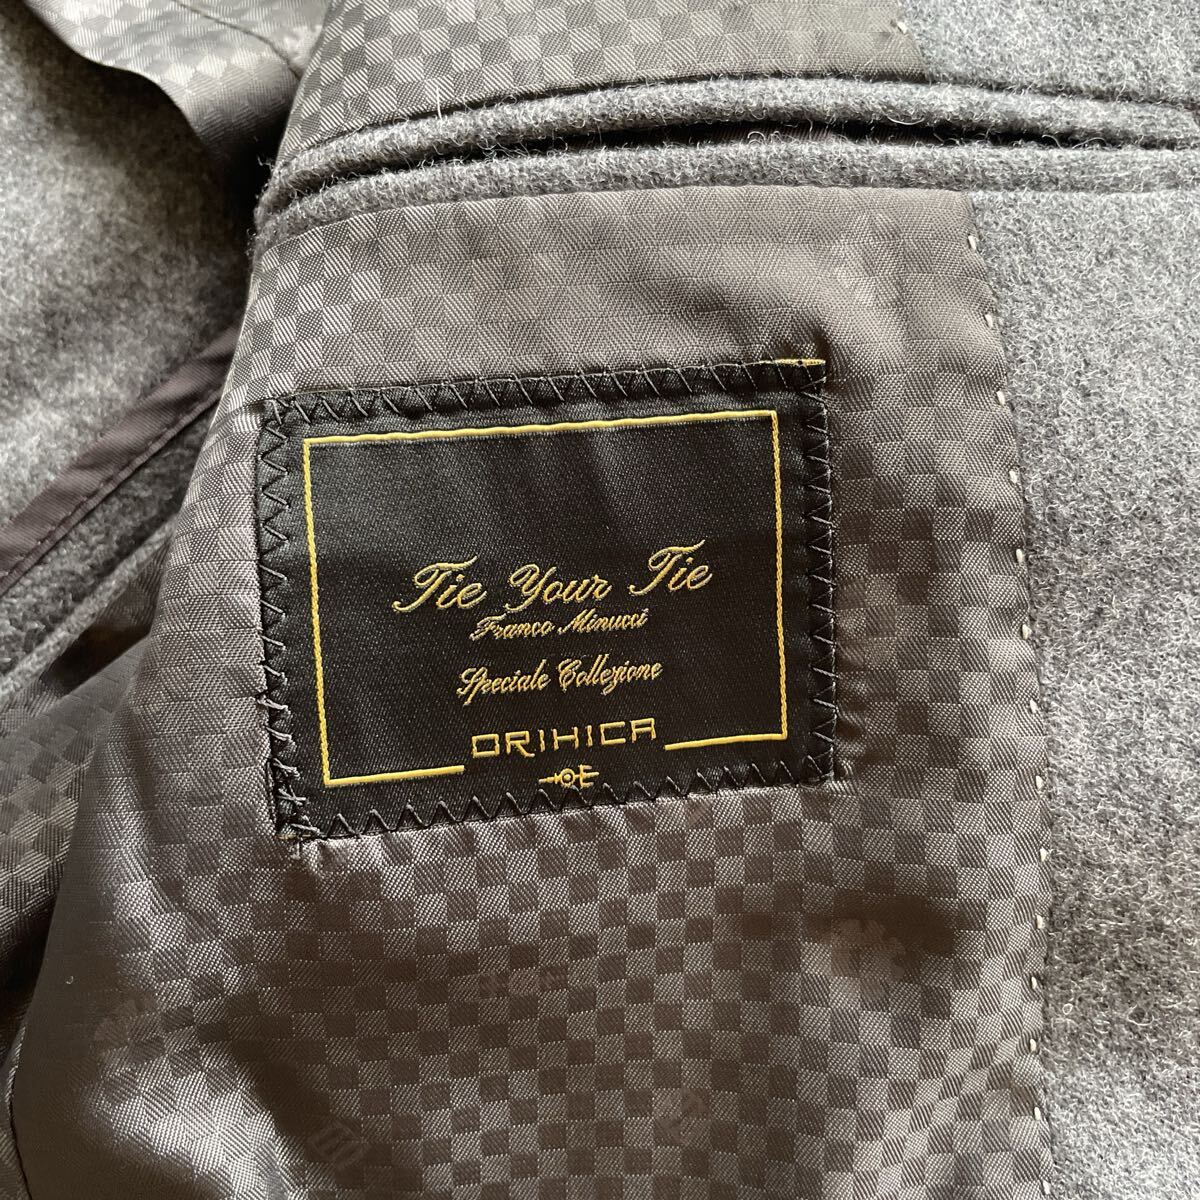 Tie Your Tie
Franco Minucci
Speciale Collezione
ORIHICA